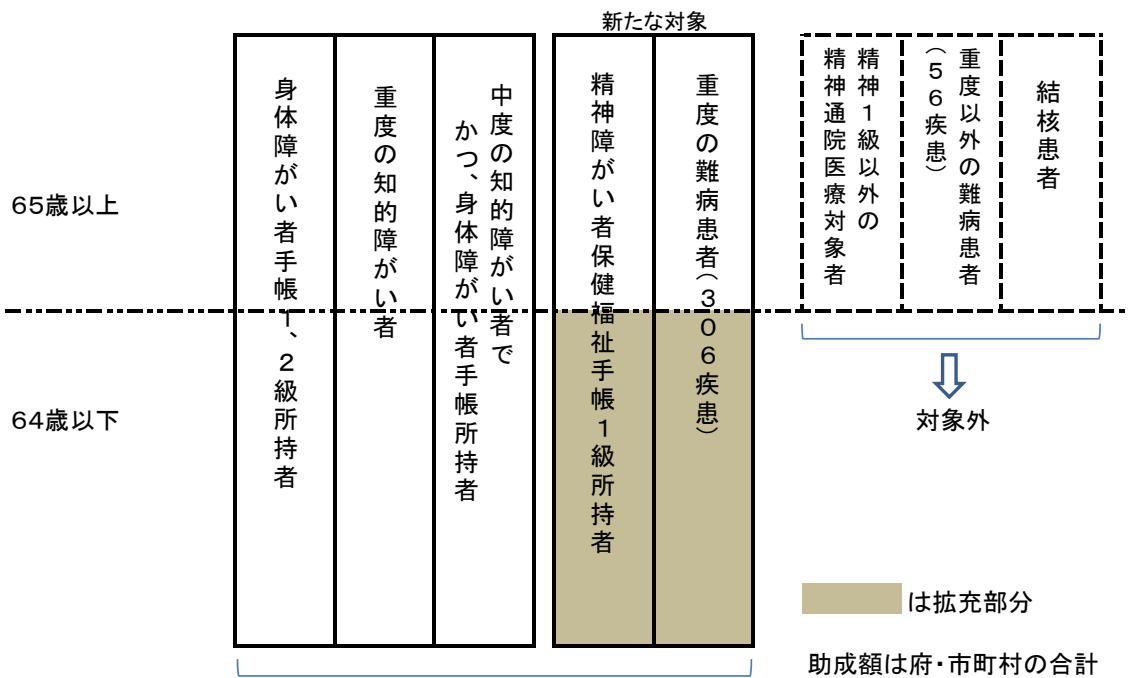 新たな対象
65歳以上
64歳以下
身体障がい者手帳１、２級所持者
重度の知的障がい者
中度の知的障がい者で
かつ、身体障がい者手帳所持者
精神障がい者保健福祉手帳１級所持者
重度の難病患者（３０６疾患）
精神１級以外の
精神通院医療対象者
重度以外の難病患者
（５６疾患）
結核患者
対象外
は拡充部分
助成額は府・市町村の合計